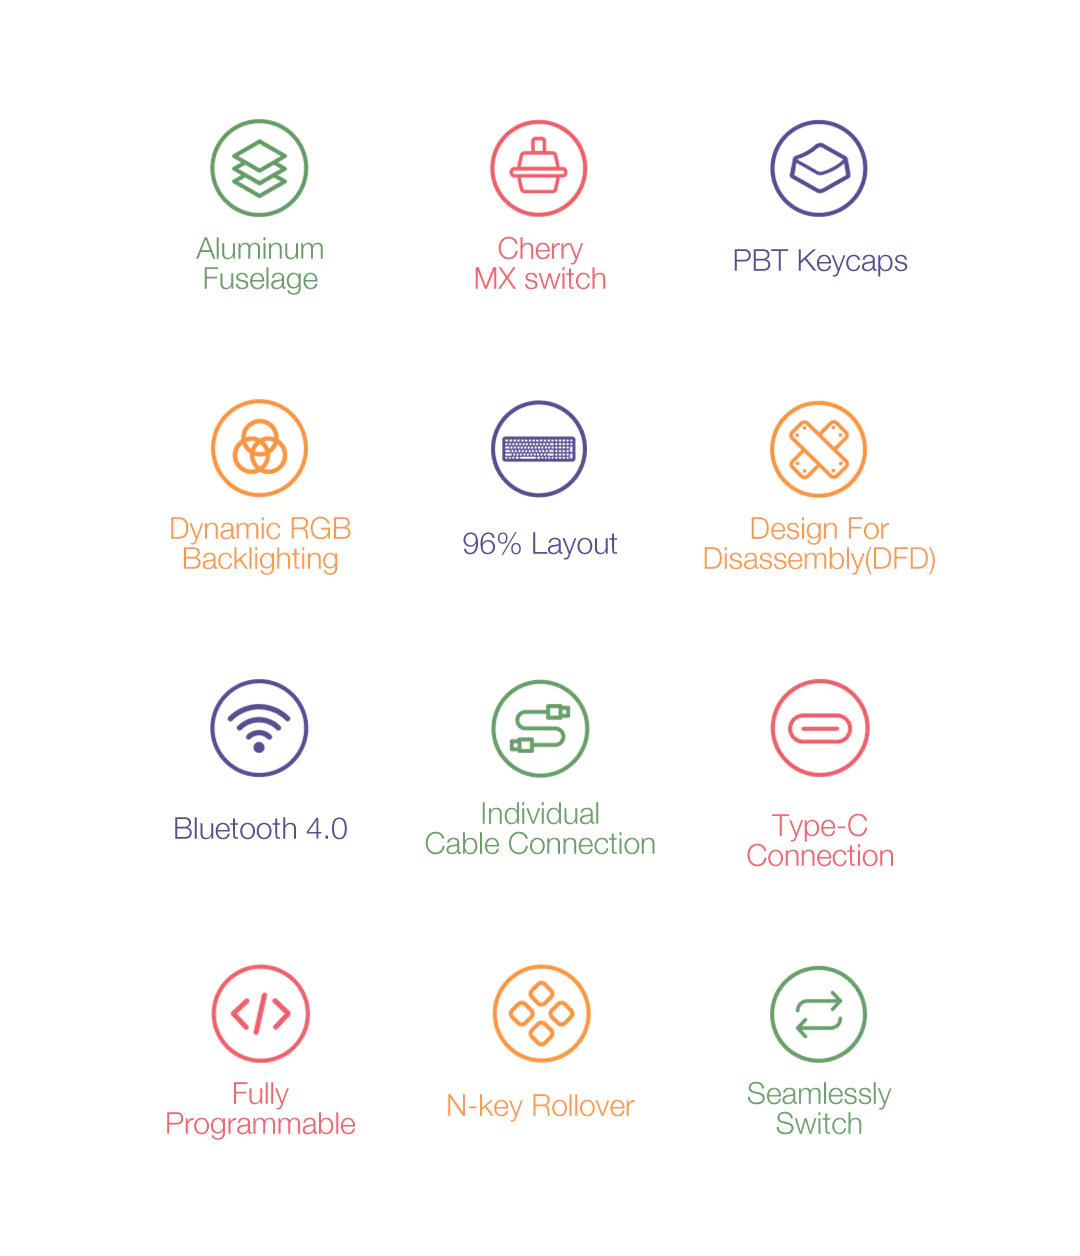 Aluminum
Fuselage
Cherry
MX switch
PBT Keycaps
Dynamic RGB
Backlighting
96% Layout
Design For
Disassembly(DFD)
Bluetooth 4.0
Individual
Cable Connection
Type-C
Connection
Fully
Programmable
N-key Rollover
Seamlessly
Switch